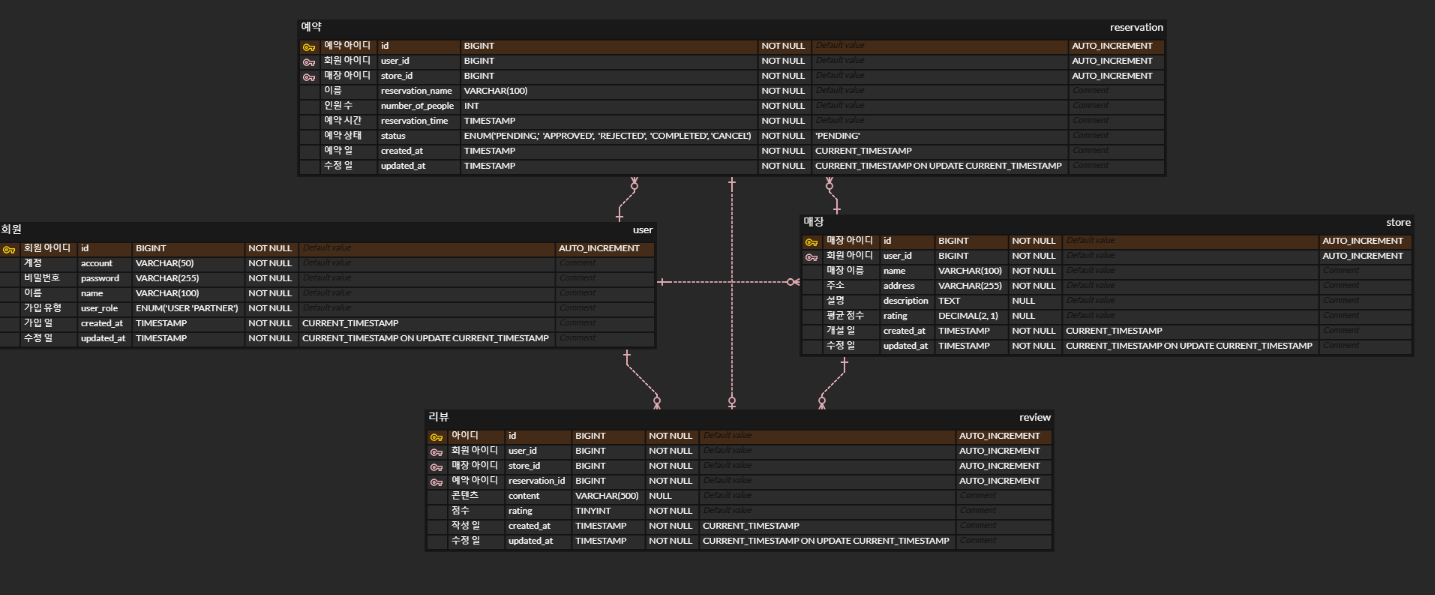 예약 reservation
예약 아이디 id BIGINT NOT NULL Default value AUTO_INCREMENT
회원 아이디 user_id BIGINT NOT NULL Default value AUTO_INCREMENT
매장 아이디 store_id BIGINT NOT NULL Default value AUTO_INCREMENT
이름 reservation_name VARCHAR(100) NOT NULL Default value Comment
인원 수 number_of_people INT NOT NULL Default value Comment
예약 시간 reservation_time TIMESTAMP NOT NULL Default value Comment
예약 상태 status ENUM('PENDING,' 'APPROVED', 'REJECTED', 'COMPLETED', 'CANCEL') NOT NULL 'PENDING' Comment
예약 일 created_at TIMESTAMP NOT NULL CURRENT_TIMESTAMP Comment
수정 일 updated_at TIMESTAMP NOT NULL CURRENT_TIMESTAMP ON UPDATE CURRENT_TIMESTAMP Comment
회원 user
회원 아이디 id BIGINT NOT NULL Default value AUTO_INCREMENT
계정 account VARCHAR(50) NOT NULL Default value Comment
비밀번호 password VARCHAR(255) NOT NULL Default value Comment
이름 name VARCHAR(100) NOT NULL Default value Comment
가입 유형 user_role ENUM('USER 'PARTNER') NOT NULL Default value Comment
가입 일 created_at TIMESTAMP NOT NULL CURRENT_TIMESTAMP Comment
수정 일 updated_at TIMESTAMP NOT NULL CURRENT_TIMESTAMP ON UPDATE CURRENT_TIMESTAMP Comment
매장 store
매장 아이디 id BIGINT NOT NULL Default value AUTO_INCREMENT
회원 아이디 user_id BIGINT NOT NULL Default value AUTO_INCREMENT
매장 이름 name VARCHAR(100) NOT NULL Default value Comment
주소 address VARCHAR(255) NOT NULL Default value Comment
설명 description TEXT NULL Default value Comment
평균 점수 rating DECIMAL(2, 1) NULL Default value Comment
개설 일 created_at TIMESTAMP NOT NULL CURRENT_TIMESTAMP Comment
수정 일 updated_at TIMESTAMP NOT NULL CURRENT_TIMESTAMP ON UPDATE CURRENT_TIMESTAMP Comment
리뷰 review
아이디 id BIGINT NOT NULL Default value AUTO_INCREMENT
회원 아이디 user_id BIGINT NOT NULL Default value AUTO_INCREMENT
매장 아이디 store_id BIGINT NOT NULL Default value AUTO_INCREMENT
예약 아이디 reservation_id BIGINT NOT NULL Default value AUTO_INCREMENT
콘텐츠 content VARCHAR(500) NULL Default value Comment
점수 rating TINYINT NOT NULL Default value Comment
작성 일 created_at TIMESTAMP NOT NULL CURRENT_TIMESTAMP Comment
수정 일 updated_at TIMESTAMP NOT NULL CURRENT_TIMESTAMP ON UPDATE CURRENT_TIMESTAMP Comment